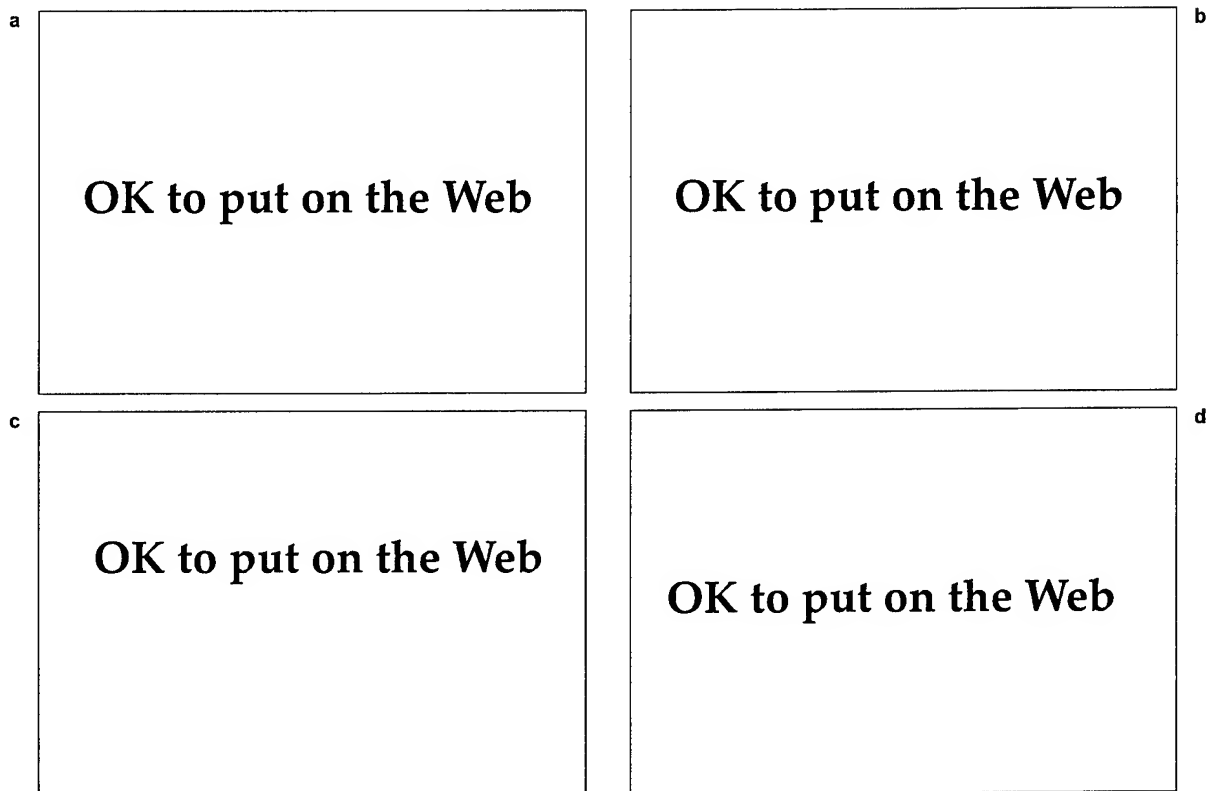 a
b
OK to put on the Web
OK to put on the Web
c
d
OK to put on the Web
OK to put on the Web